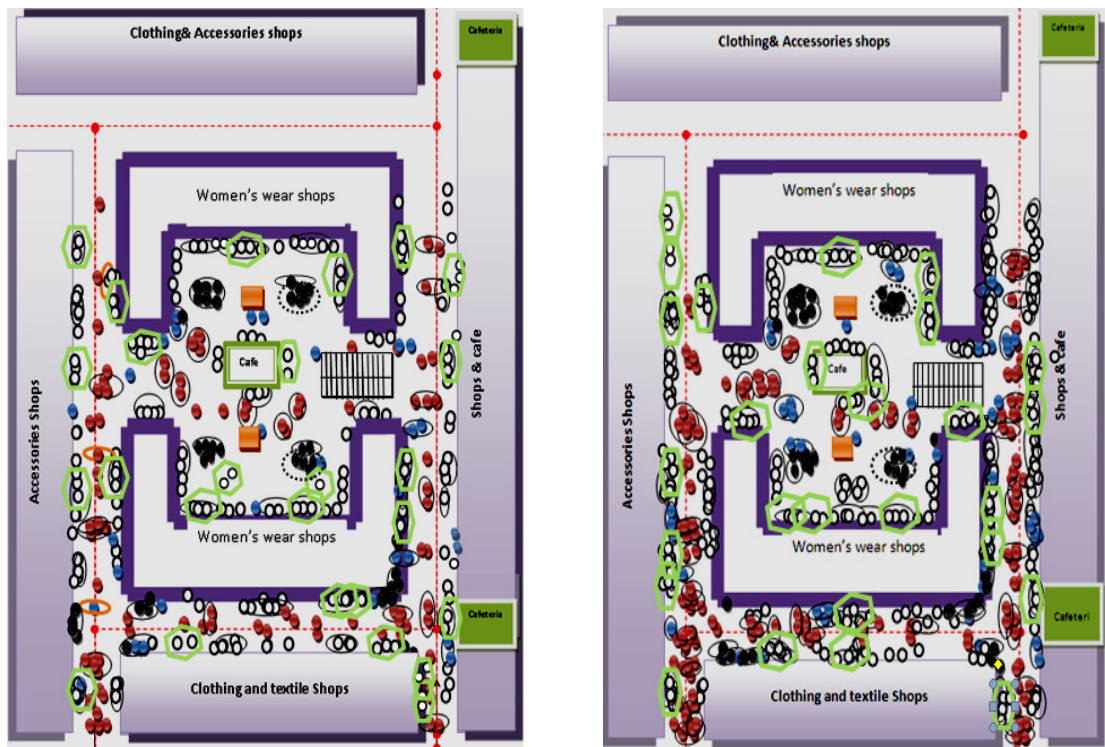 Clothing& Accessories shops
Cafeteria
Women's wear shops
Cafe
Shops & cafe
Accessories Shops
Women's wear shops
Cafeteria
Clothing and textile Shops
Clothing& Accessories shops
Cafeteria
Women's wear shops
Cafe
Shops & cafe
Accessories Shops
Women's wear shops
Cafeteri
Clothing and textile Shops